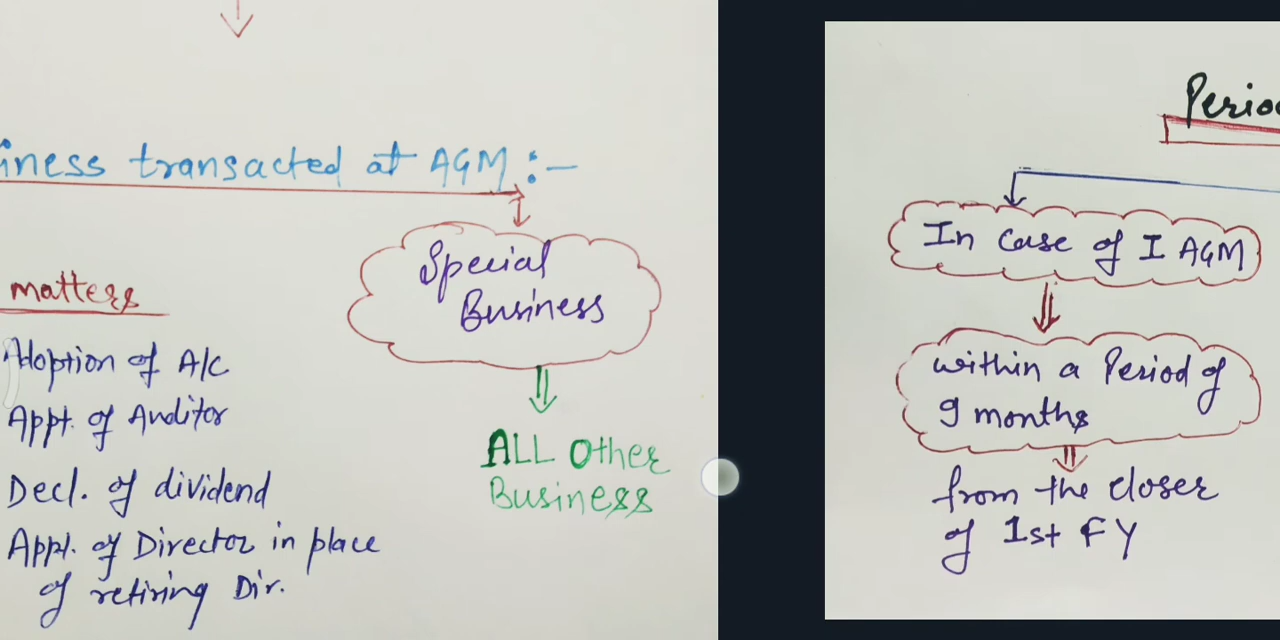 iness transacted at AGM :-
Special
Business
matters
Adoption of A/c
Appt. of Auditor
Decl. of dividend
Appt. of Director in place
of retiring Dir.
ALL Other
Business
Perio
In case of I AGM
within a Period of
9 months
from the closer
of 1st FY